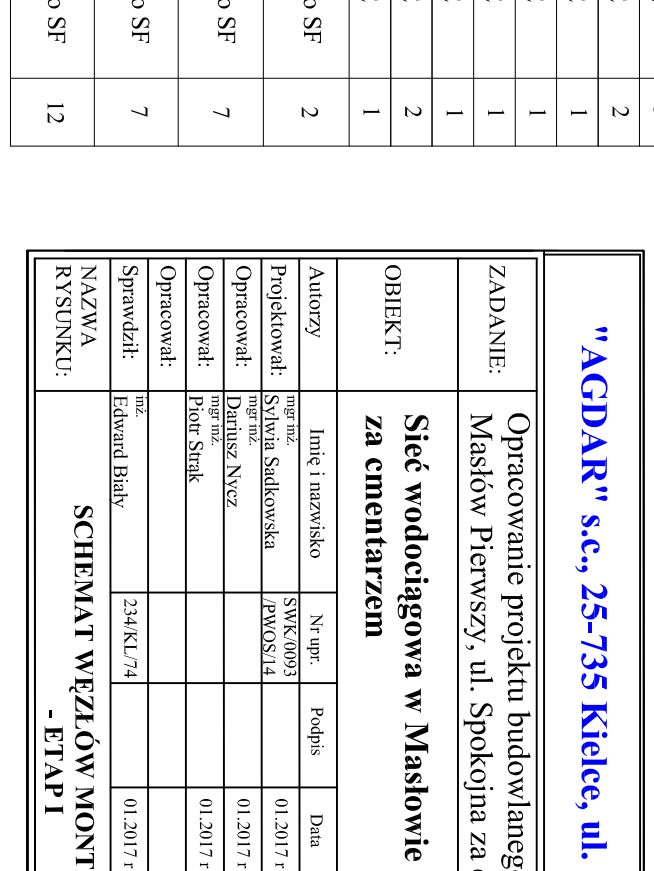 "AGDAR" s.c., 25-735 Kielce, ul.
ZADANIE:
Opracowanie projektu budowlanego
Masłów Pierwszy, ul. Spokojna za
OBIEKT:
Sieć wodociągowa w Masłowie
za cmentarzem
Autorzy Imię i nazwisko Nr upr. Podpis Data
Projektował: mgr inż. Sylwia Sadkowska SWK/0093/PWOS/14 01.2017 r
Opracował: mgr inż. Dariusz Nycz 01.2017 r
Opracował: mgr inż. Piotr Strąk 01.2017 r
Opracował:
Sprawdził: inż. Edward Biały 234/KL/74 01.2017 r
NAZWA
RYSUNKU:
SCHEMAT WĘZŁÓW MONT
- ETAP I
2
1
1
1
1
2
1
o SF 2
o SF 7
o SF 7
o SF 12